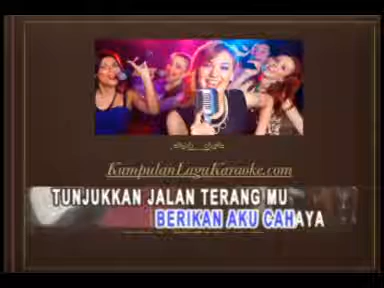 KumpulanLaguKaraoke.com
TUNJUKKAN JALAN TERANG MU
BERIKAN AKU CAHAYA